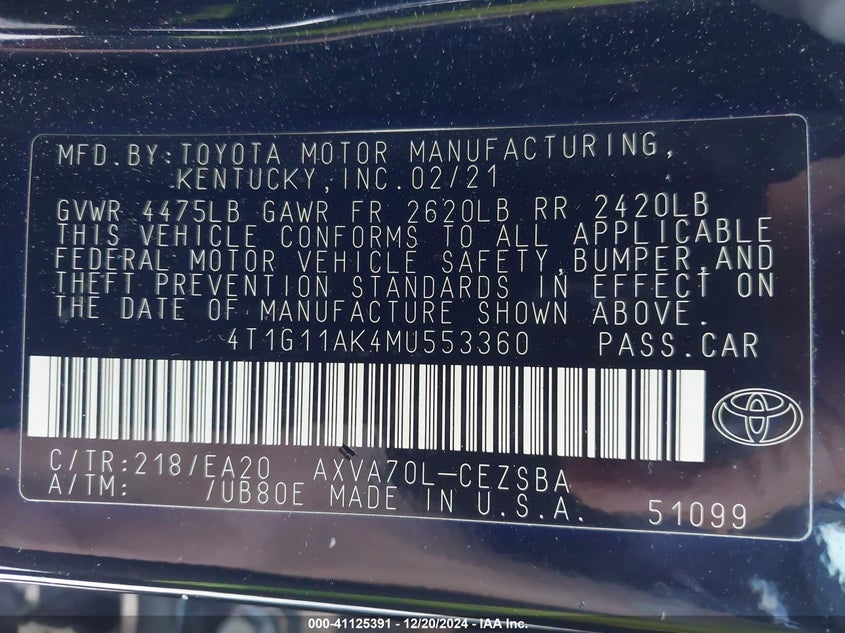 MFD.BY:TOYOTA MOTOR MANUFACTURING,
KENTUCKY,INC.02/21
GVWR 4475LB GAWR FR 2620LB RR 2420LB
THIS VEHICLE CONFORMS TO ALL APPLICABLE
FEDERAL MOTOR VEHICLE SAFETY,BUMPER,AND
THEFT PREVENTION STANDARDS IN EFFECT ON
THE DATE OF MANUFACTURE SHOWN ABOVE.
4T1G11AK4MU553360 PASS.CAR
C/TR:218/EA20 AXVA70L-CEZSBA
A/TM: /UB80E MADE IN U.S.A. 51099
000-41125391 - 12/20/2024 - IAA Inc.